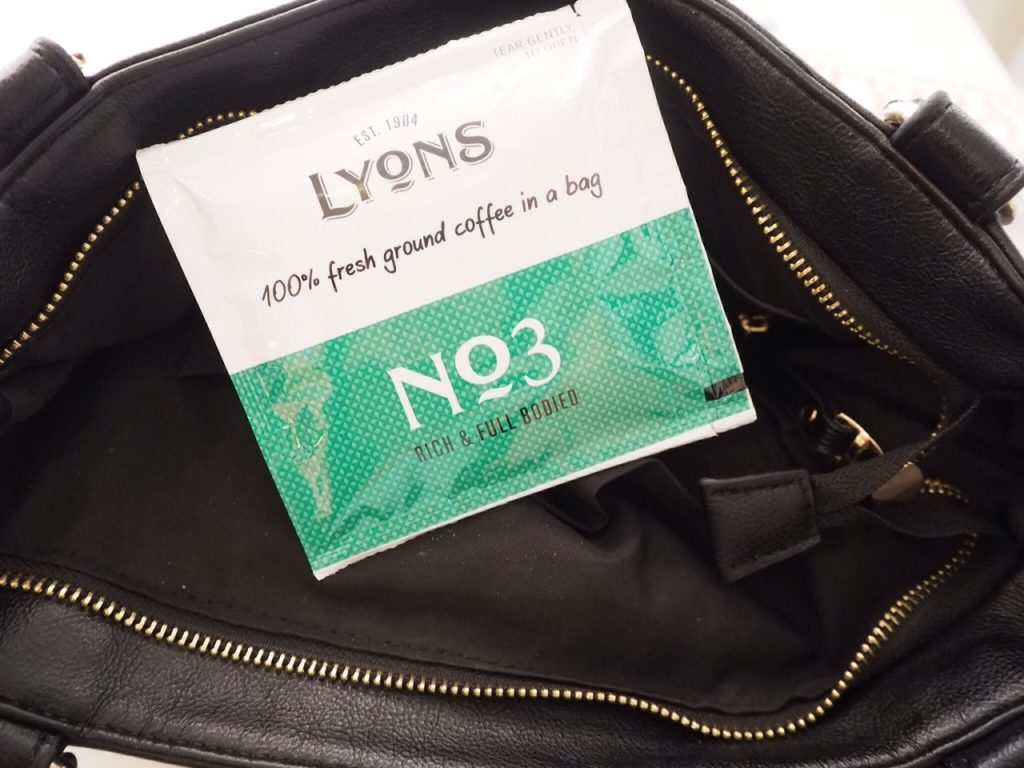 TEAR GENTLY
TO OPEN
EST. 1904
LYONS
100% fresh ground coffee in a bag
No3
RICH & FULL BODIED